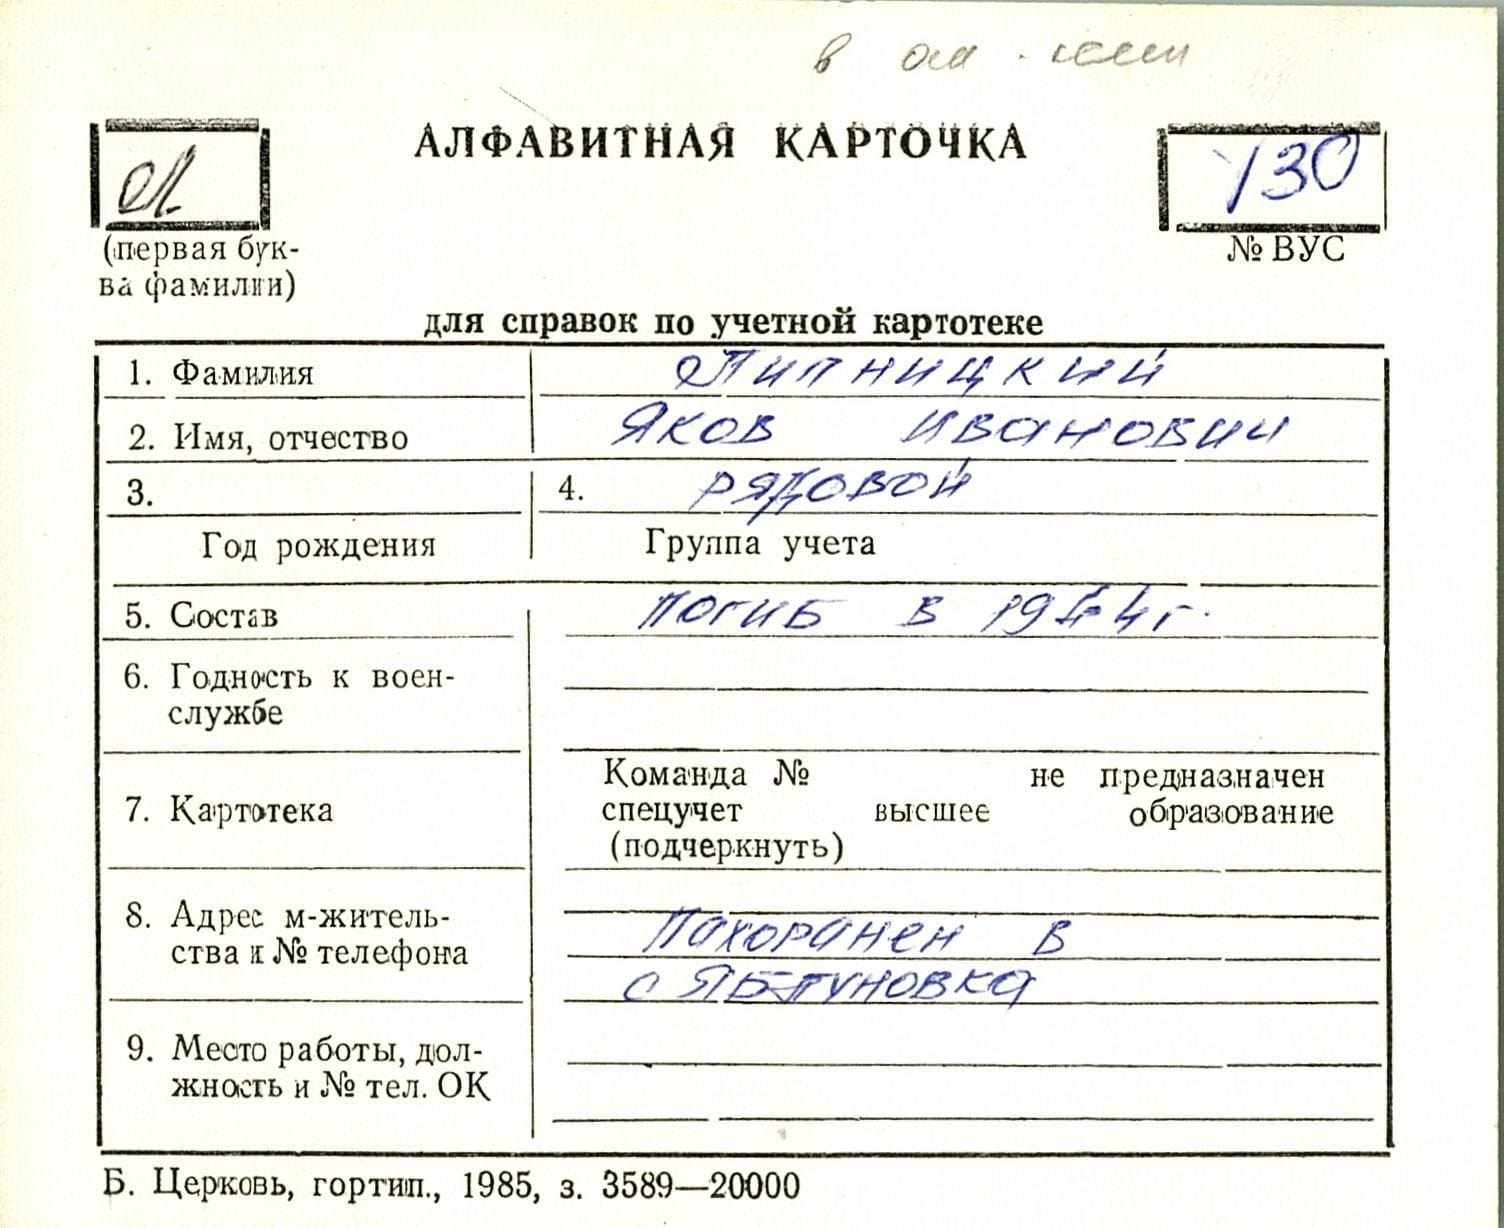 в
АЛФАВИТНАЯ КАРТОЧКА
Л
130
(первая бук-
ва фамилии)
№ ВУС
для справок по учетной картотеке
1. Фамилия Липницкий
2. Имя, отчество Яков Иванович
3. 4. рядовой
Год рождения Группа учета
5. Состав Погиб в 1944 г.
6. Годность к воен-
службе
Команда № не предназначен
7. Картотека спецучет высшее образование
(подчеркнуть)
8. Адрес м-житель- Похоранен в
ства и № телефона с Яблуновка
9. Место работы, дол-
жность и № тел. ОК
Б. Церковь, гортип., 1985, з. 3589—20000